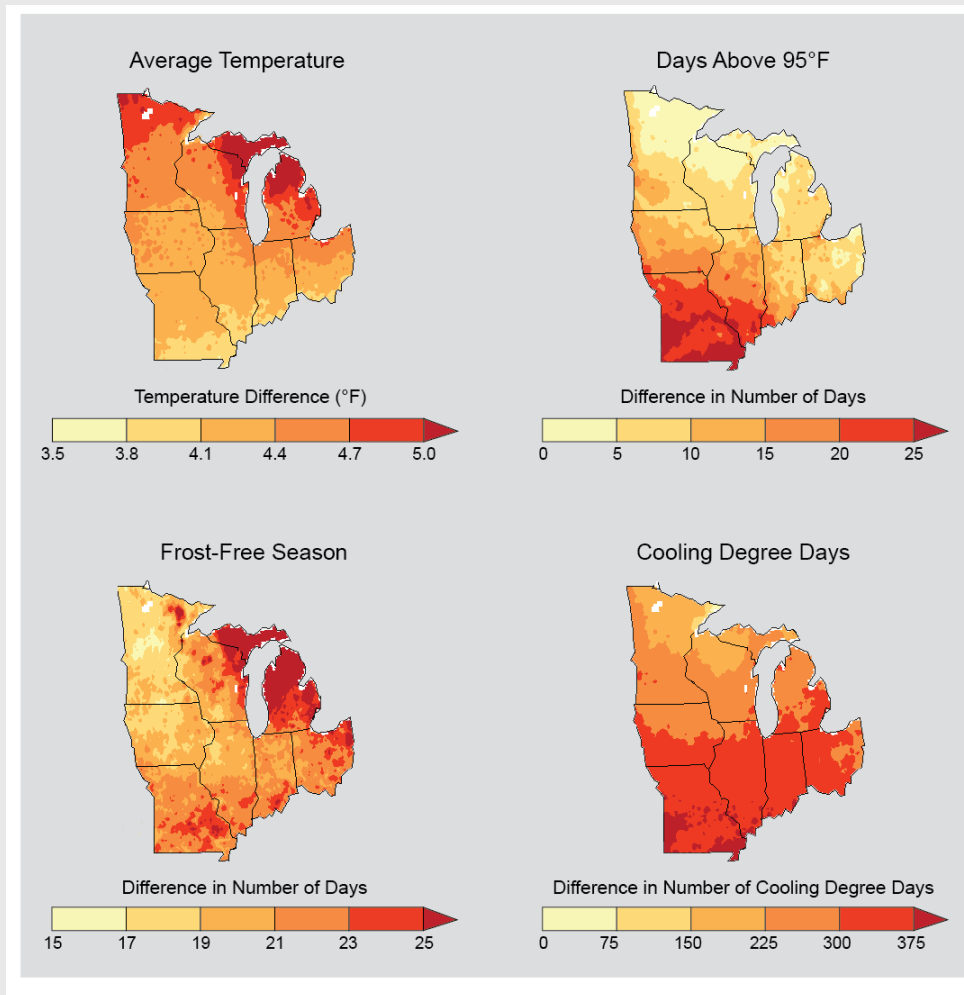 Average Temperature
Days Above 95°F
Temperature Difference (°F)
3.5 3.8 4.1 4.4 4.7 5.0
Difference in Number of Days
0 5 10 15 20 25
Frost-Free Season
Cooling Degree Days
Difference in Number of Days
15 17 19 21 23 25
Difference in Number of Cooling Degree Days
0 75 150 225 300 375